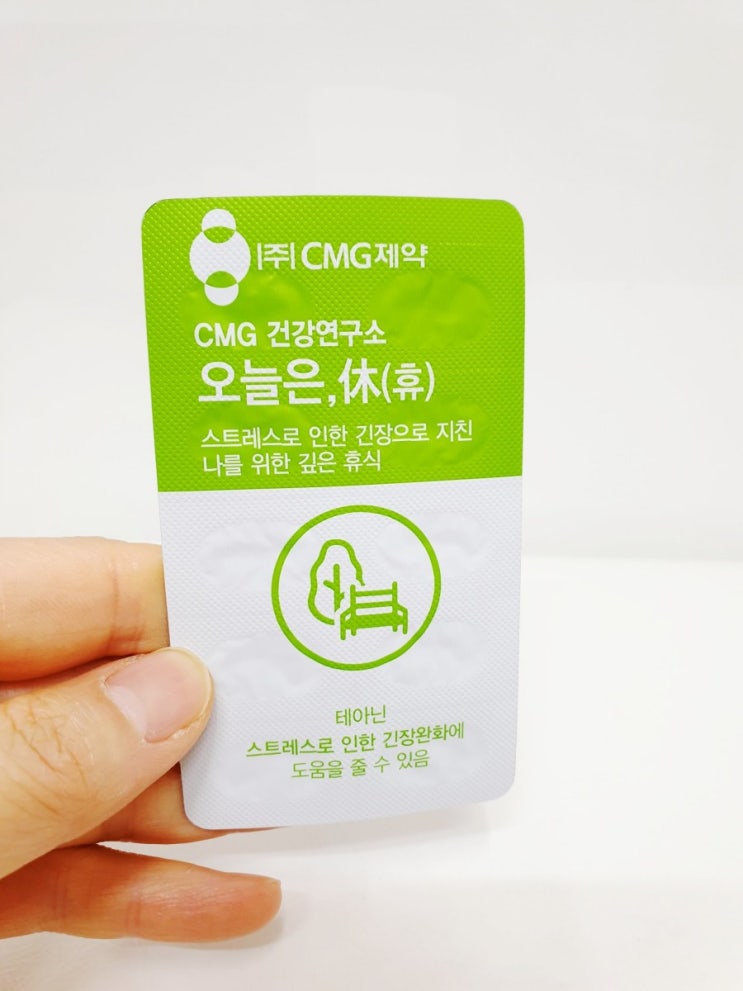 (주) CMG제약
CMG 건강연구소
오늘은,休(휴)
스트레스로 인한 긴장으로 지친
나를 위한 깊은 휴식
테아닌
스트레스로 인한 긴장완화에
도움을 줄 수 있음